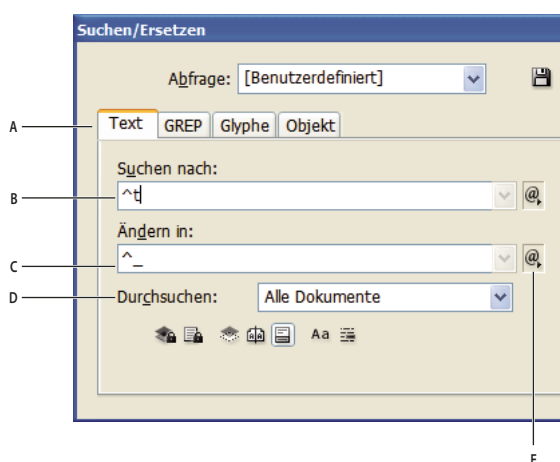 Suchen/Ersetzen
Abfrage: [Benutzerdefiniert]
A Text GREP Glyphe Objekt
Suchen nach:
B ^t @
Ändern in:
C ^_ @
D Durchsuchen: Alle Dokumente
Aa